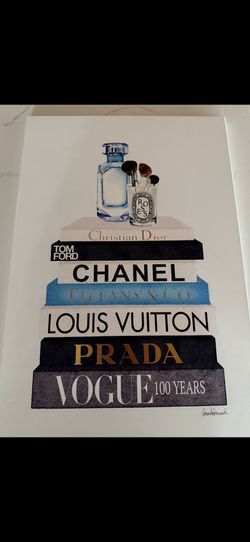 Christian Dior
TOM
FORD
CHANEL
TIFFANY & CO.
LOUIS VUITTON
PRADA
VOGUE 100 YEARS